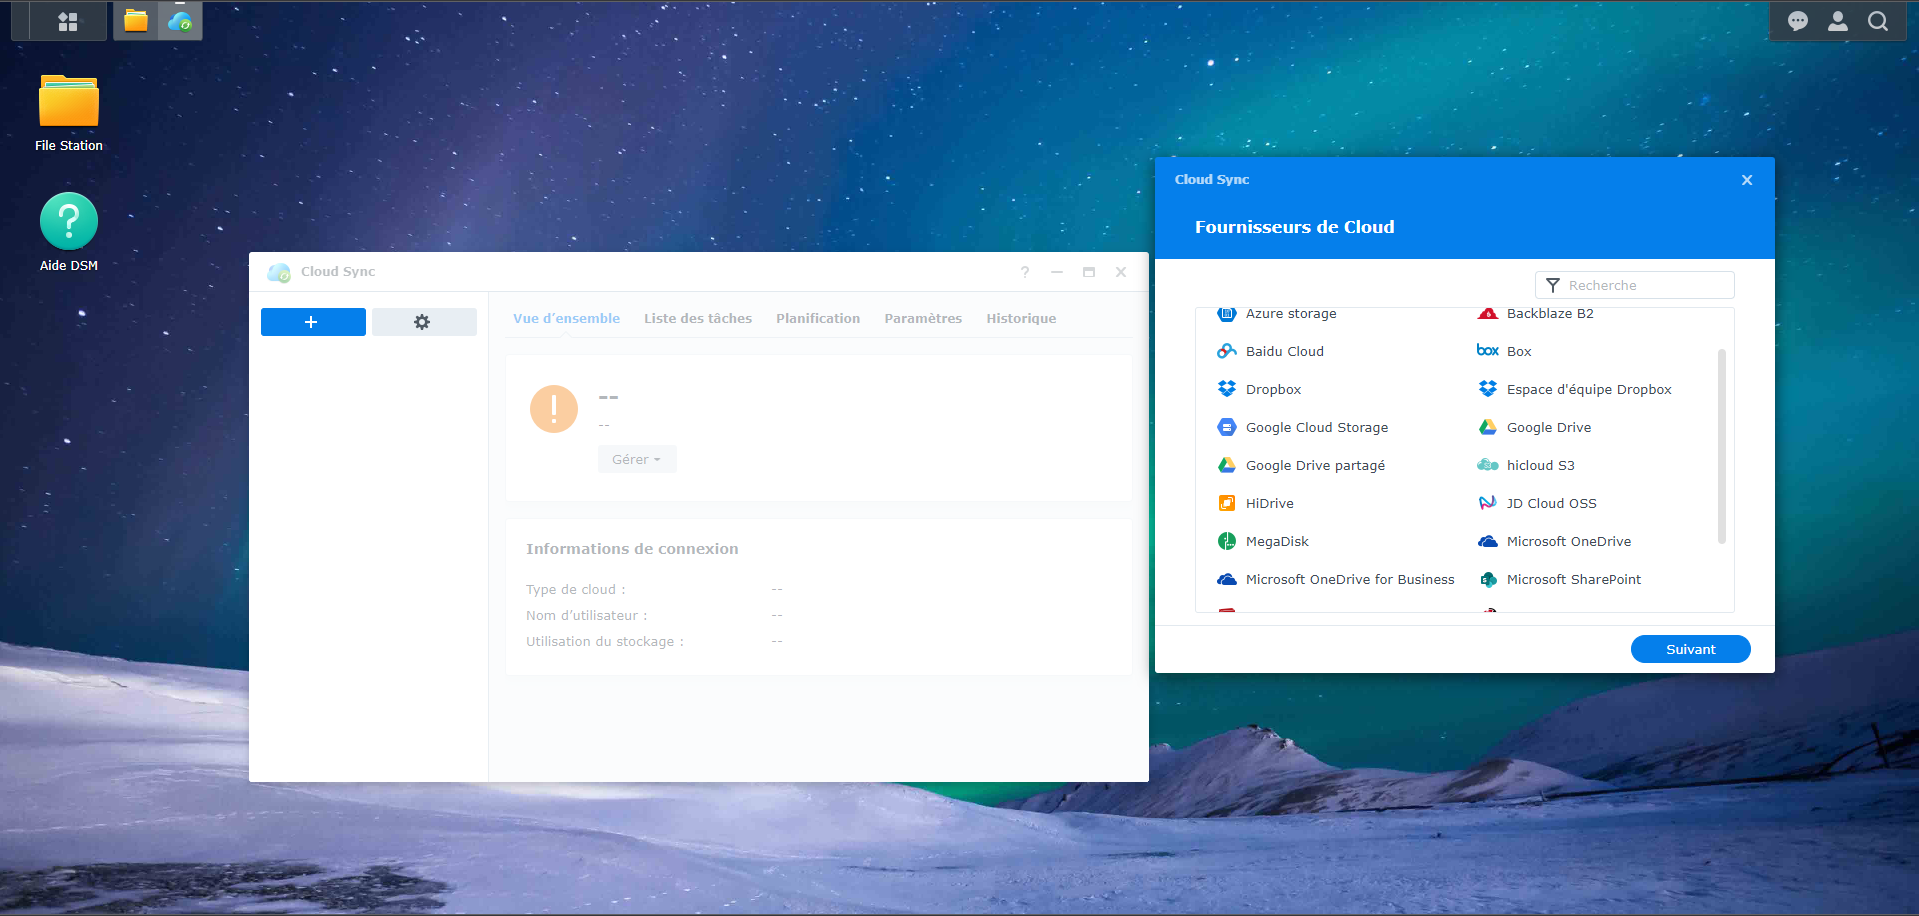 File Station
Aide DSM
Cloud Sync
Vue d’ensemble
Liste des tâches
Planification
Paramètres
Historique
--
--
Gérer
Informations de connexion
Type de cloud : --
Nom d’utilisateur : --
Utilisation du stockage : --
Cloud Sync
Fournisseurs de Cloud
Recherche
Azure storage
Backblaze B2
Baidu Cloud
box Box
Dropbox
Espace d'équipe Dropbox
Google Cloud Storage
Google Drive
Google Drive partagé
hicloud S3
HiDrive
JD Cloud OSS
MegaDisk
Microsoft OneDrive
Microsoft OneDrive for Business
Microsoft SharePoint
Suivant